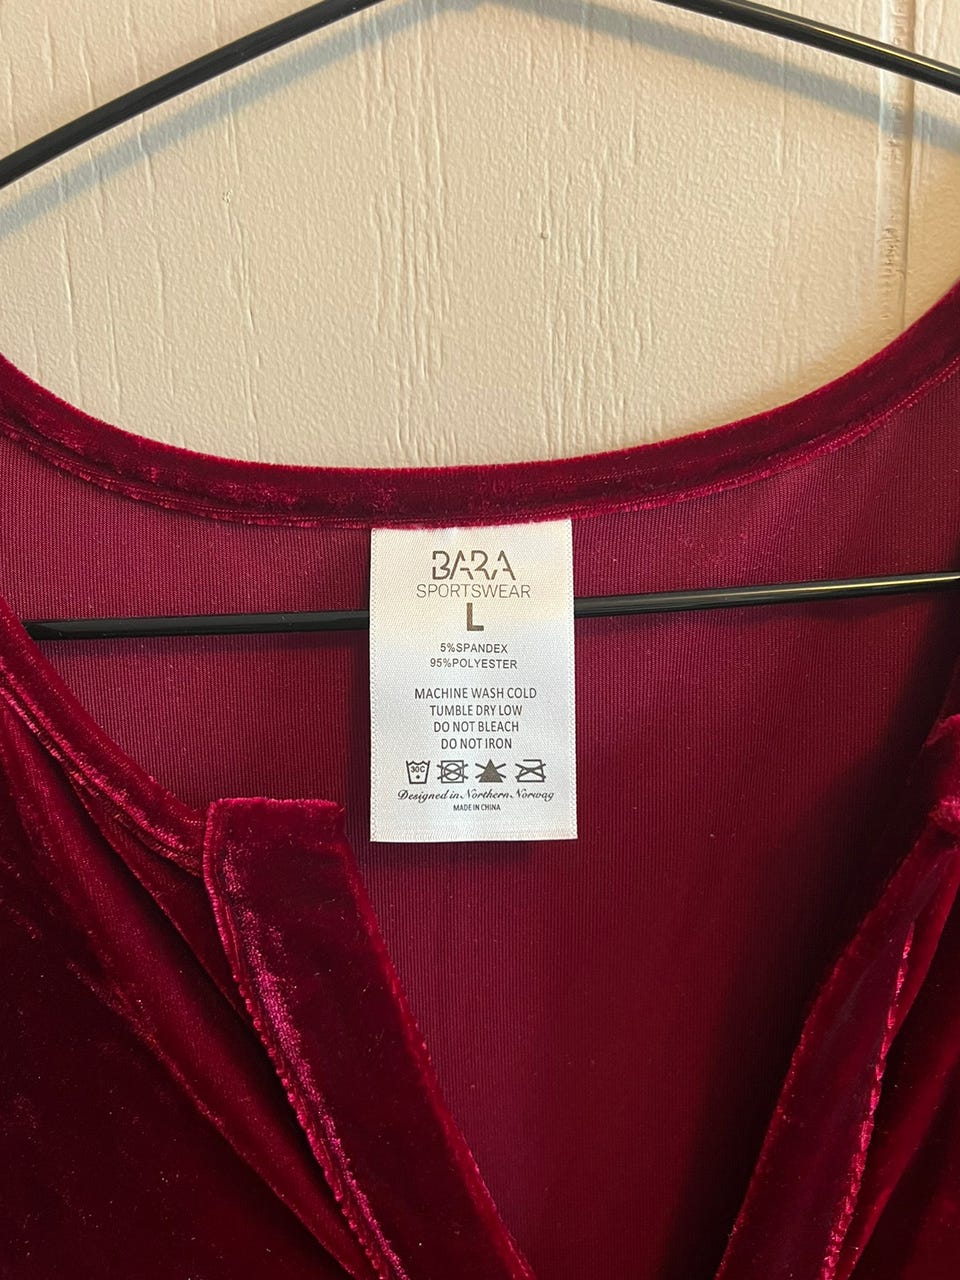 BARA
SPORTSWEAR
L
5%SPANDEX
95%POLYESTER
MACHINE WASH COLD
TUMBLE DRY LOW
DO NOT BLEACH
DO NOT IRON
30C
Designed in Northern Norway
MADE IN CHINA